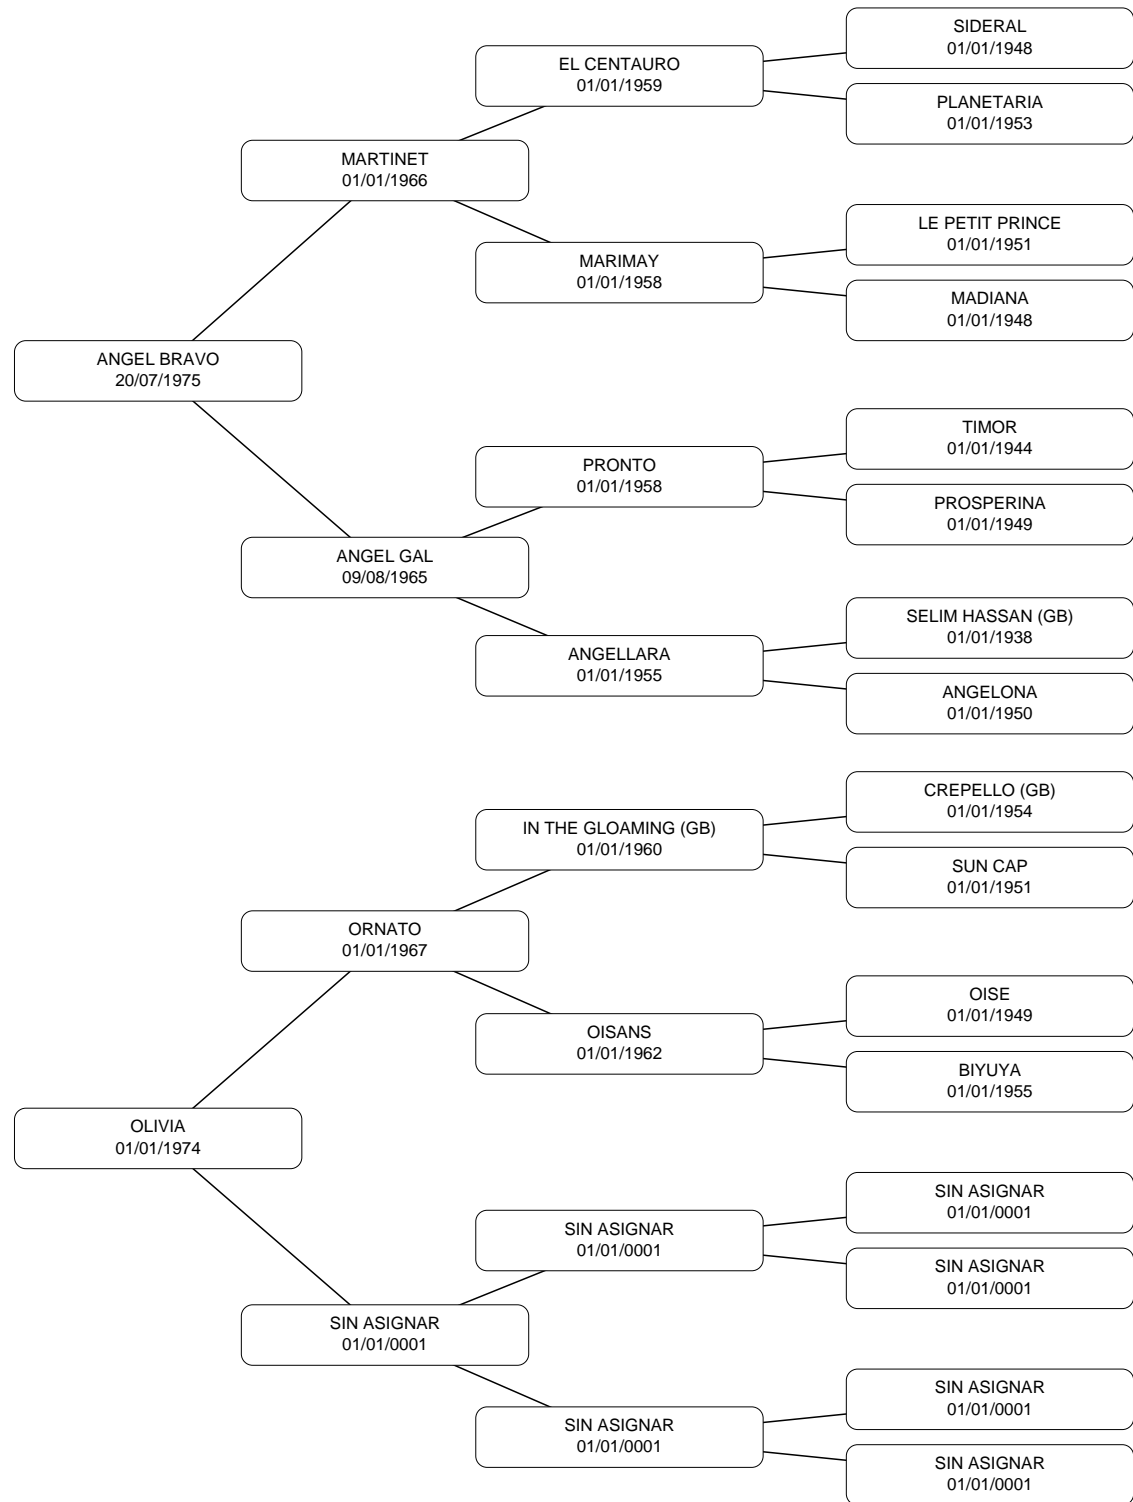 SIDERAL
01/01/1948
EL CENTAURO
01/01/1959
PLANETARIA
01/01/1953
MARTINET
01/01/1966
LE PETIT PRINCE
01/01/1951
MARIMAY
01/01/1958
MADIANA
01/01/1948
ANGEL BRAVO
20/07/1975
TIMOR
01/01/1944
PRONTO
01/01/1958
PROSPERINA
01/01/1949
ANGEL GAL
09/08/1965
SELIM HASSAN (GB)
01/01/1938
ANGELLARA
01/01/1955
ANGELONA
01/01/1950
CREPELLO (GB)
01/01/1954
IN THE GLOAMING (GB)
01/01/1960
SUN CAP
01/01/1951
ORNATO
01/01/1967
OISE
01/01/1949
OISANS
01/01/1962
BIYUYA
01/01/1955
OLIVIA
01/01/1974
SIN ASIGNAR
01/01/0001
SIN ASIGNAR
01/01/0001
SIN ASIGNAR
01/01/0001
SIN ASIGNAR
01/01/0001
SIN ASIGNAR
01/01/0001
SIN ASIGNAR
01/01/0001
SIN ASIGNAR
01/01/0001